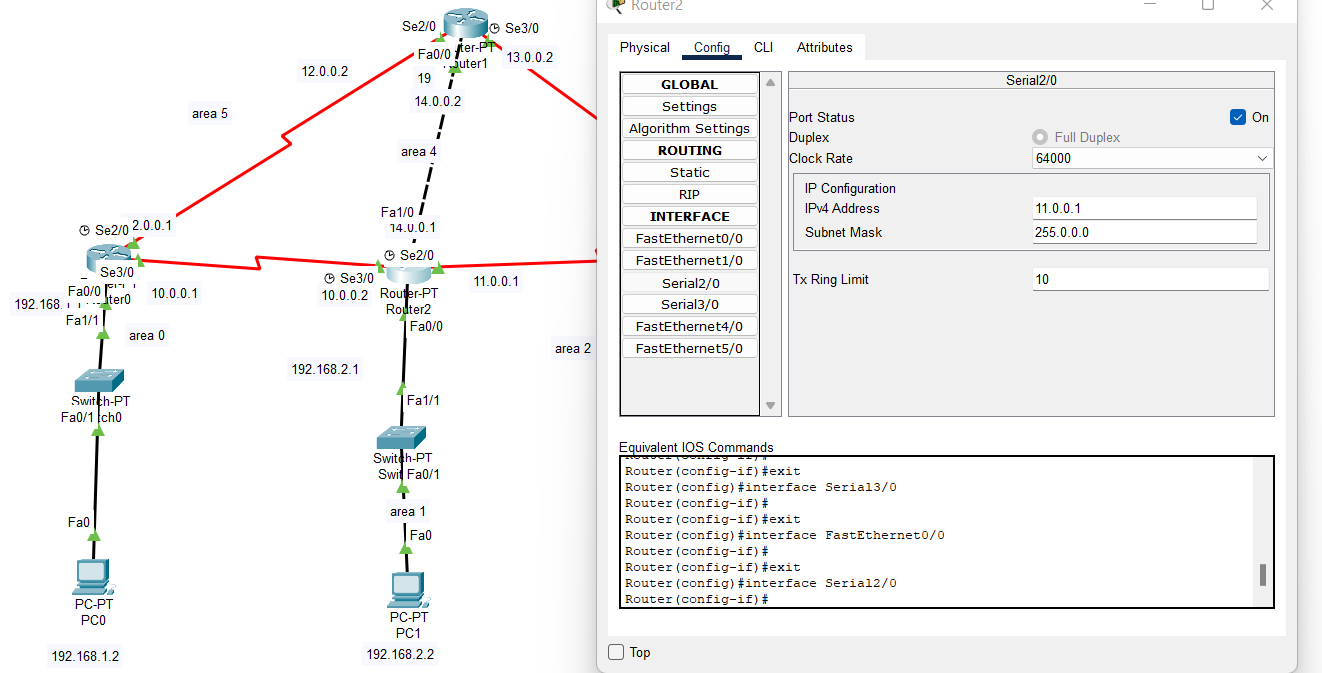 Se2/0
Se3/0
Router-PT
Router1
Fa0/0
13.0.0.2
12.0.0.2
19
14.0.0.2
area 5
area 4
Fa1/0
14.0.0.1
Se2/0
2.0.0.1
Se2/0
Se3/0
Se3/0
11.0.0.1
Fa0/0
10.0.0.1
10.0.0.2
Router-PT
Router2
192.168.
Fa1/1
Fa0/0
area 0
area 2
192.168.2.1
Switch-PT
Fa0/1
Fa1/1
Switch-PT
Fa0/1
area 1
Fa0
Fa0
PC-PT
PC0
PC-PT
PC1
192.168.1.2
192.168.2.2
Router2
Physical Config CLI Attributes
GLOBAL
Settings
Algorithm Settings
ROUTING
Static
RIP
INTERFACE
FastEthernet0/0
FastEthernet1/0
Serial2/0
Serial3/0
FastEthernet4/0
FastEthernet5/0
Serial2/0
Port Status On
Duplex Full Duplex
Clock Rate 64000
IP Configuration
IPv4 Address 11.0.0.1
Subnet Mask 255.0.0.0
Tx Ring Limit 10
Equivalent IOS Commands
Router(config-if)#
Router(config-if)#exit
Router(config)#interface Serial3/0
Router(config-if)#
Router(config-if)#exit
Router(config)#interface FastEthernet0/0
Router(config-if)#
Router(config-if)#exit
Router(config)#interface Serial2/0
Router(config-if)#
Top